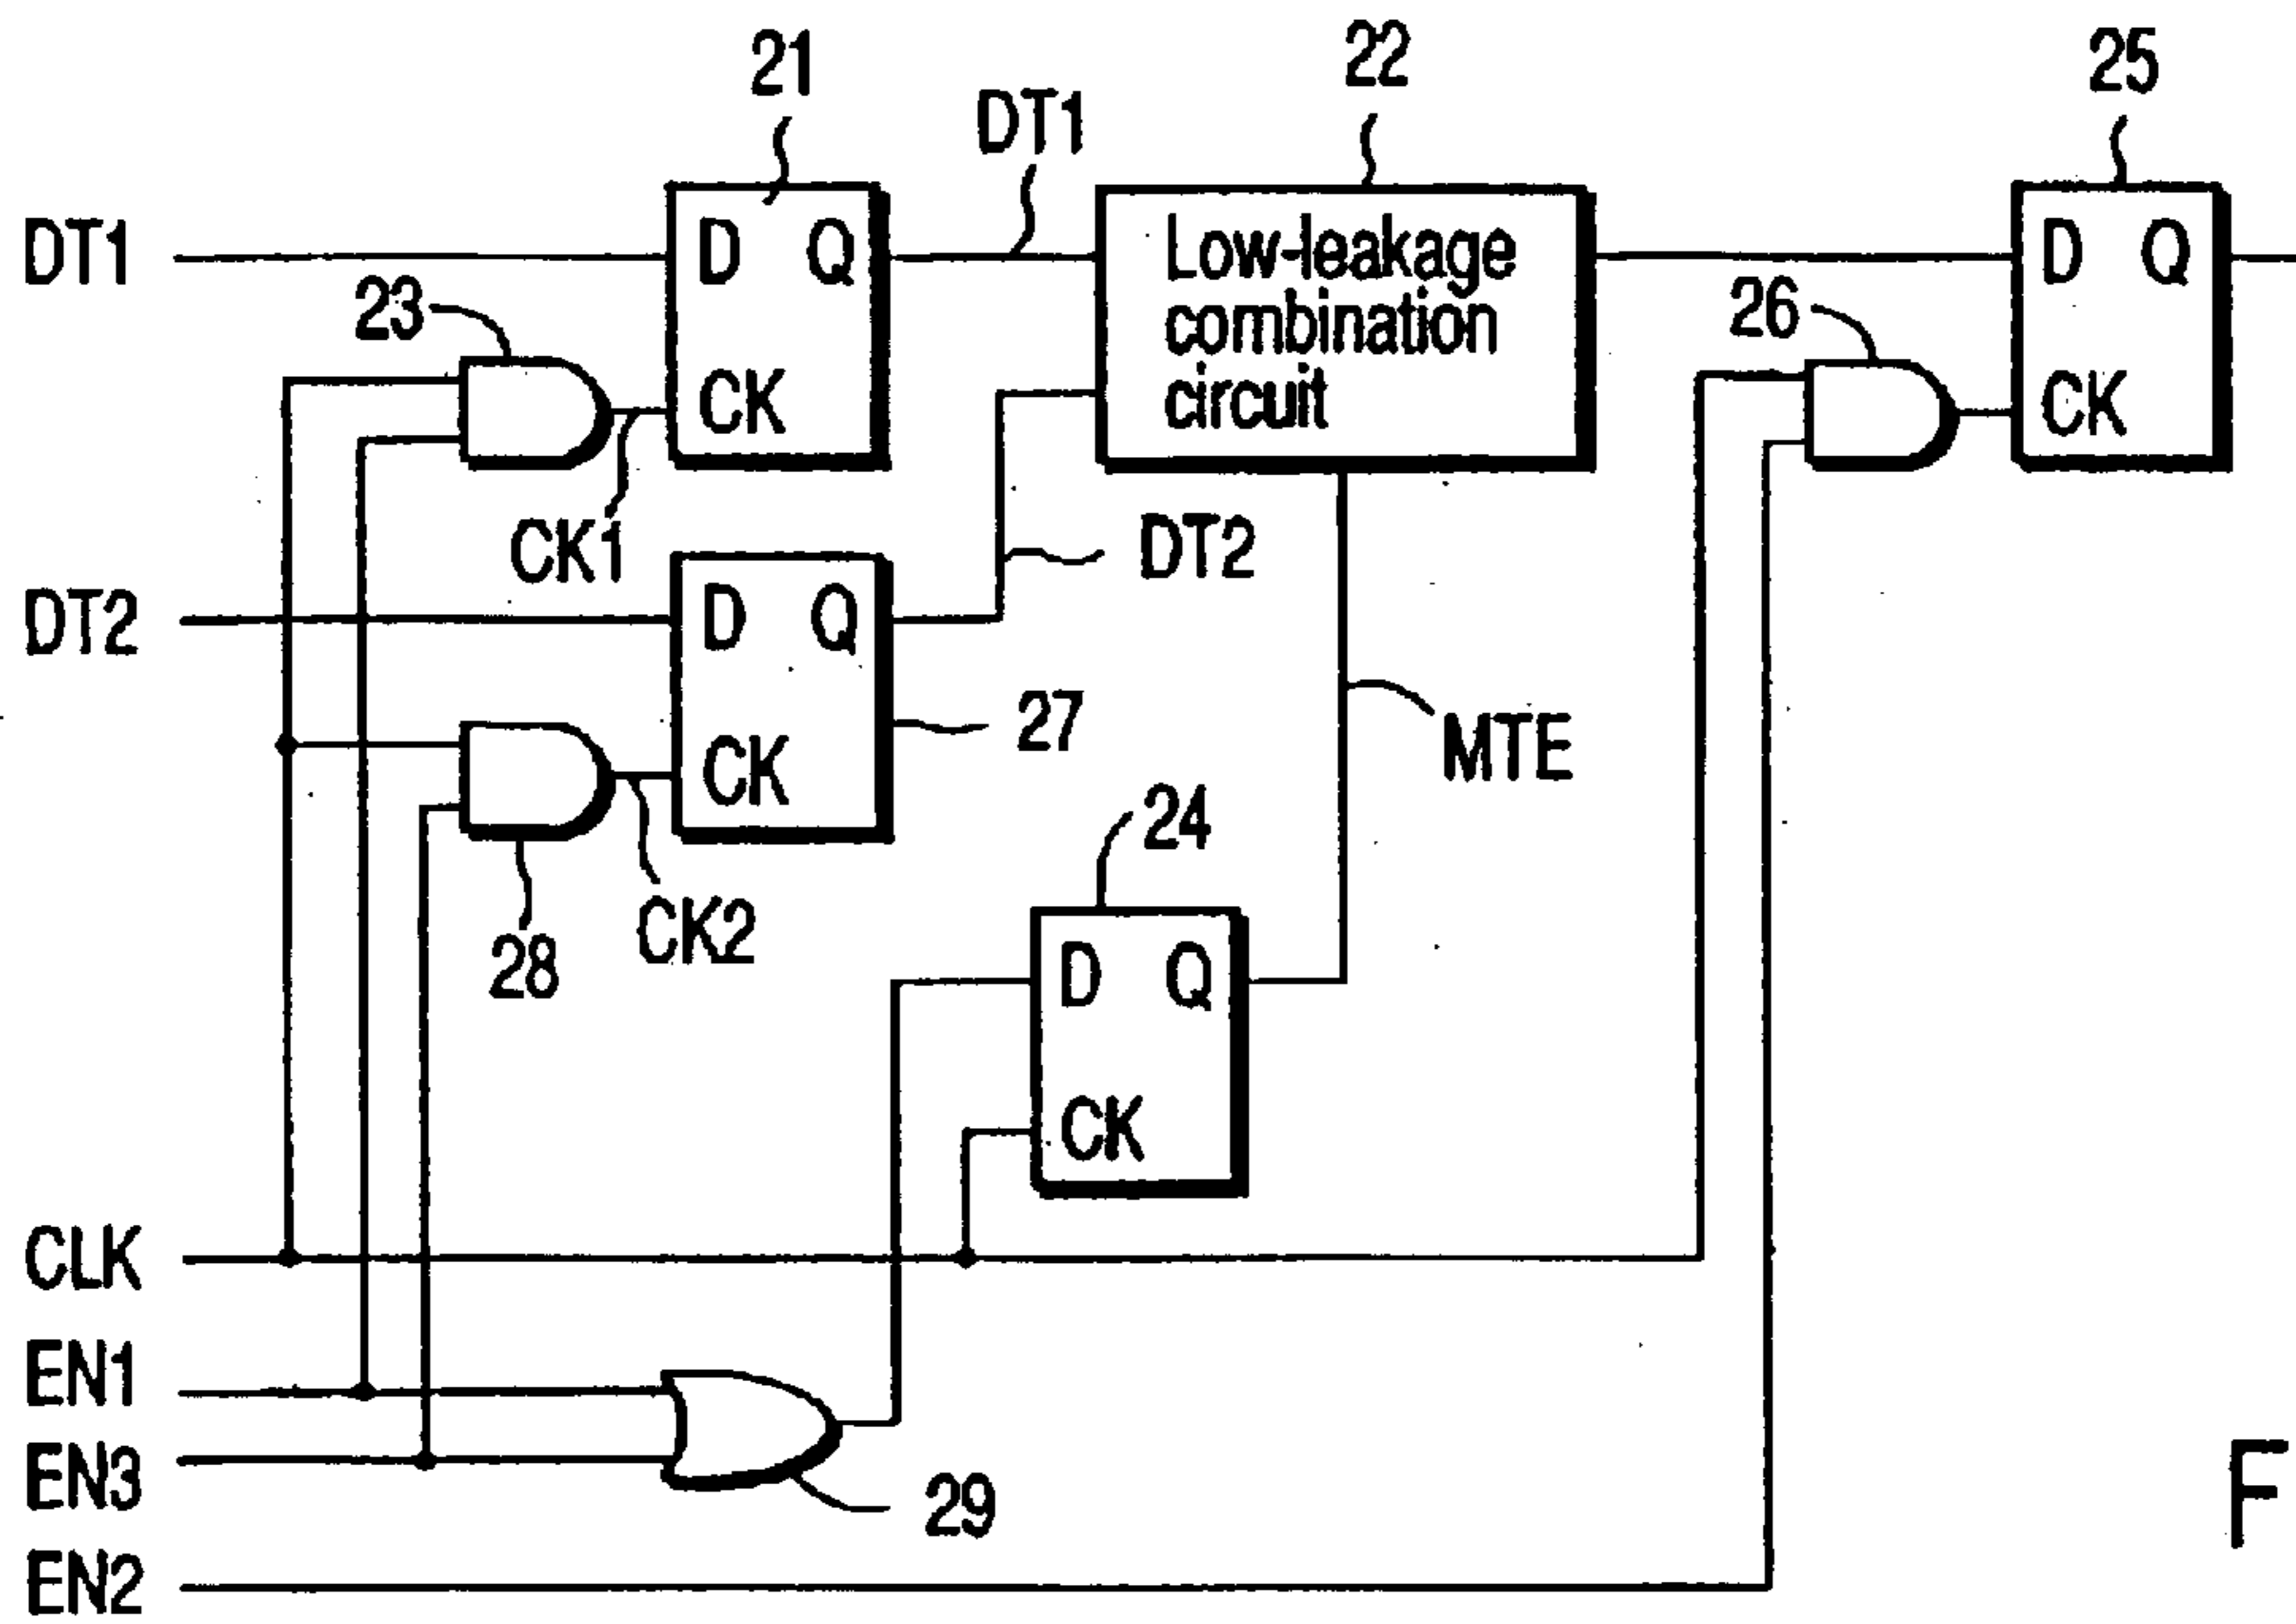 21
22
25
DT1
DT1
D Q
CK
Low-leakage
combination
circuit
D Q
CK
23
26
CK1
DT2
DT2
D Q
CK
27
MTE
28
CK2
24
D Q
CK
CLK
EN1
EN3
29
EN2
F